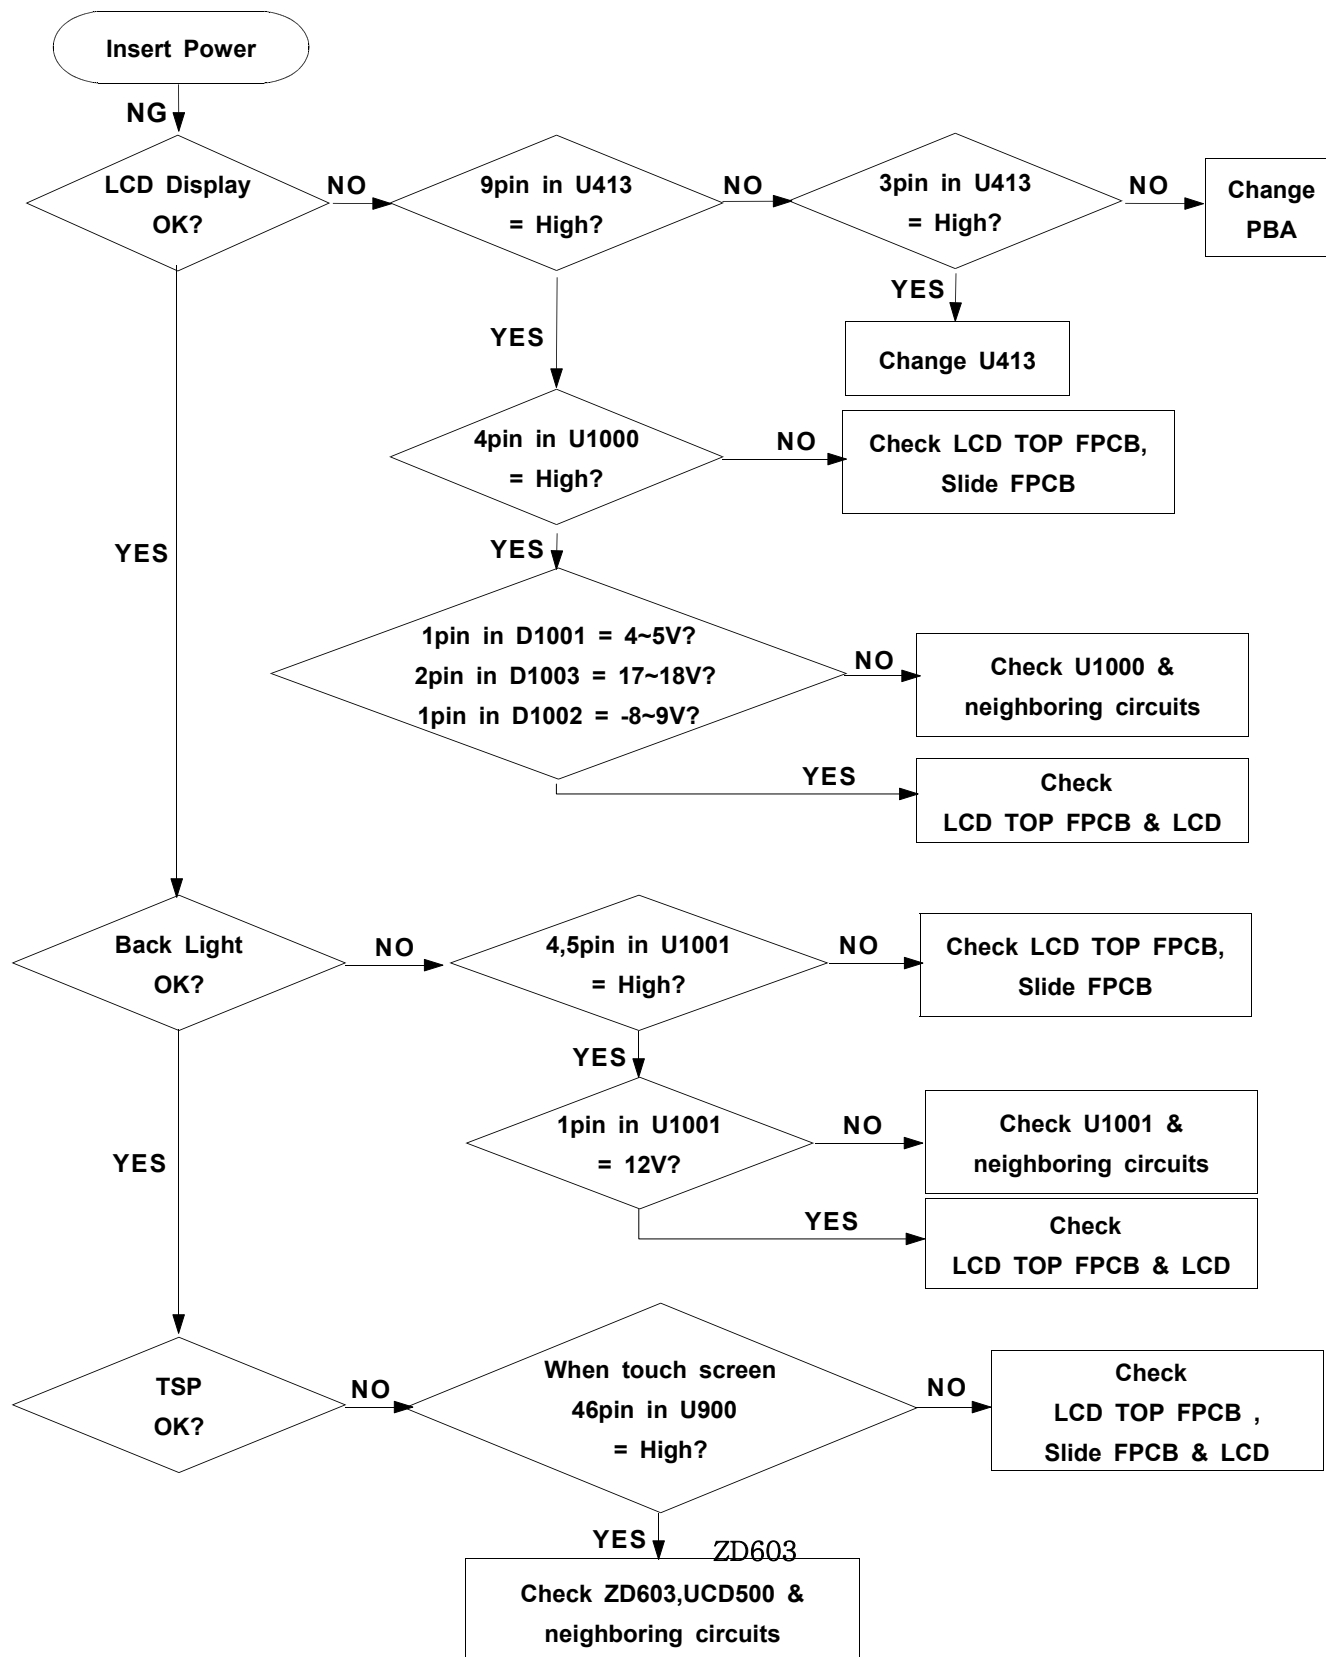 Insert Power
NG
LCD Display
OK?
NO
9pin in U413
= High?
NO
3pin in U413
= High?
NO
Change
PBA
YES
Change U413
YES
4pin in U1000
= High?
NO
Check LCD TOP FPCB,
Slide FPCB
YES
YES
1pin in D1001 = 4~5V?
2pin in D1003 = 17~18V?
1pin in D1002 = -8~9V?
NO
Check U1000 &
neighboring circuits
YES
Check
LCD TOP FPCB & LCD
Back Light
OK?
NO
4,5pin in U1001
= High?
NO
Check LCD TOP FPCB,
Slide FPCB
YES
1pin in U1001
= 12V?
NO
Check U1001 &
neighboring circuits
YES
YES
Check
LCD TOP FPCB & LCD
TSP
OK?
NO
When touch screen
46pin in U900
= High?
NO
Check
LCD TOP FPCB ,
Slide FPCB & LCD
YES
ZD603
Check ZD603,UCD500 &
neighboring circuits